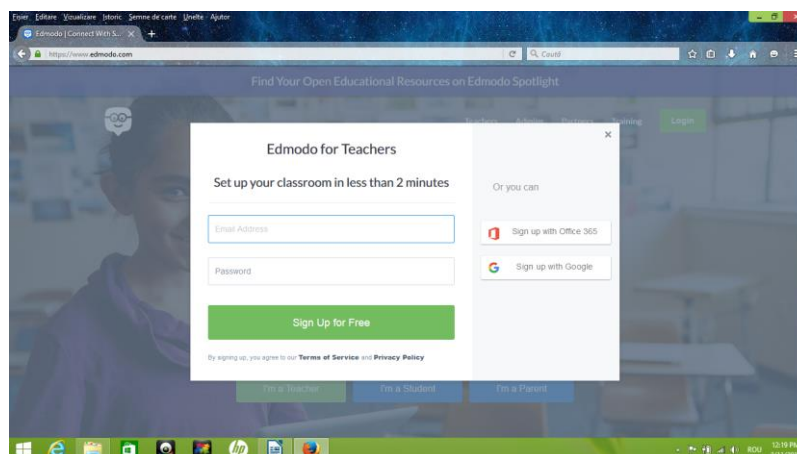 Fișier Editare Vizualizare Istoric Semne de carte Unelte Ajutor
Edmodo | Connect With S...
https://www.edmodo.com
Caută
Find Your Open Educational Resources on Edmodo Spotlight
Teachers Admins Partners Training Login
Edmodo for Teachers
Set up your classroom in less than 2 minutes
Or you can
Email Address
Sign up with Office 365
Password
Sign up with Google
Sign Up for Free
By signing up, you agree to our Terms of Service and Privacy Policy
I'm a Teacher I'm a Student I'm a Parent
hp
ROU 12:19 PM